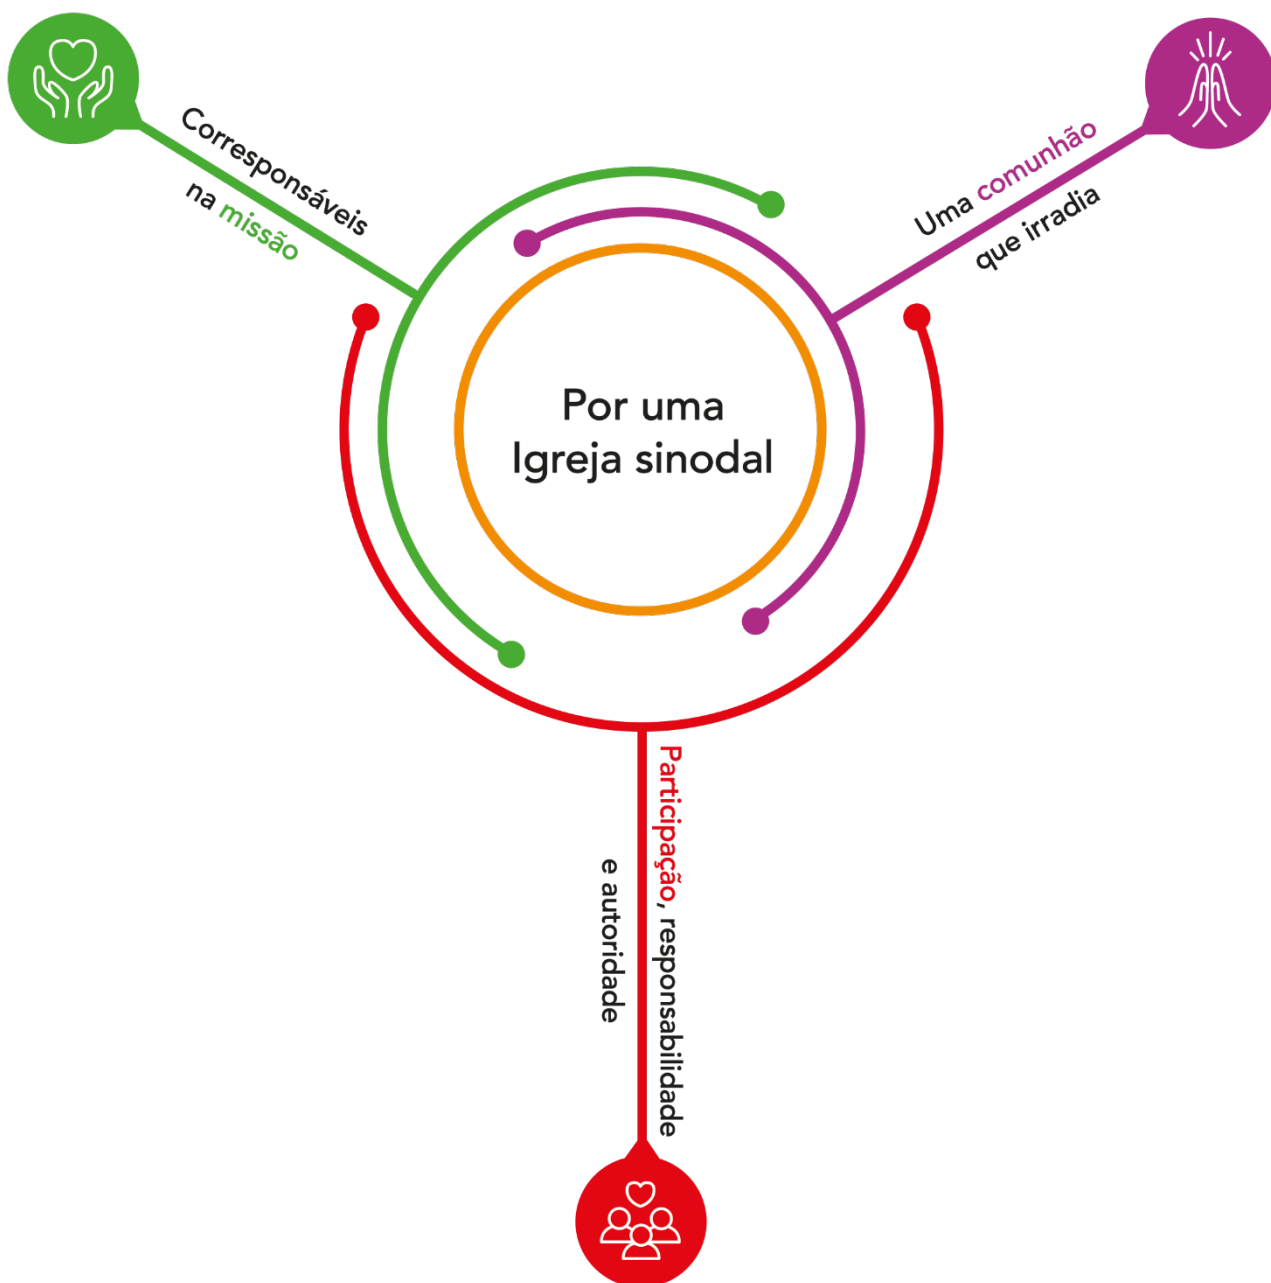 Corresponsáveis
na missão
Uma comunhão
que irradia
Por uma
Igreja sinodal
Participação, responsabilidade
e autoridade